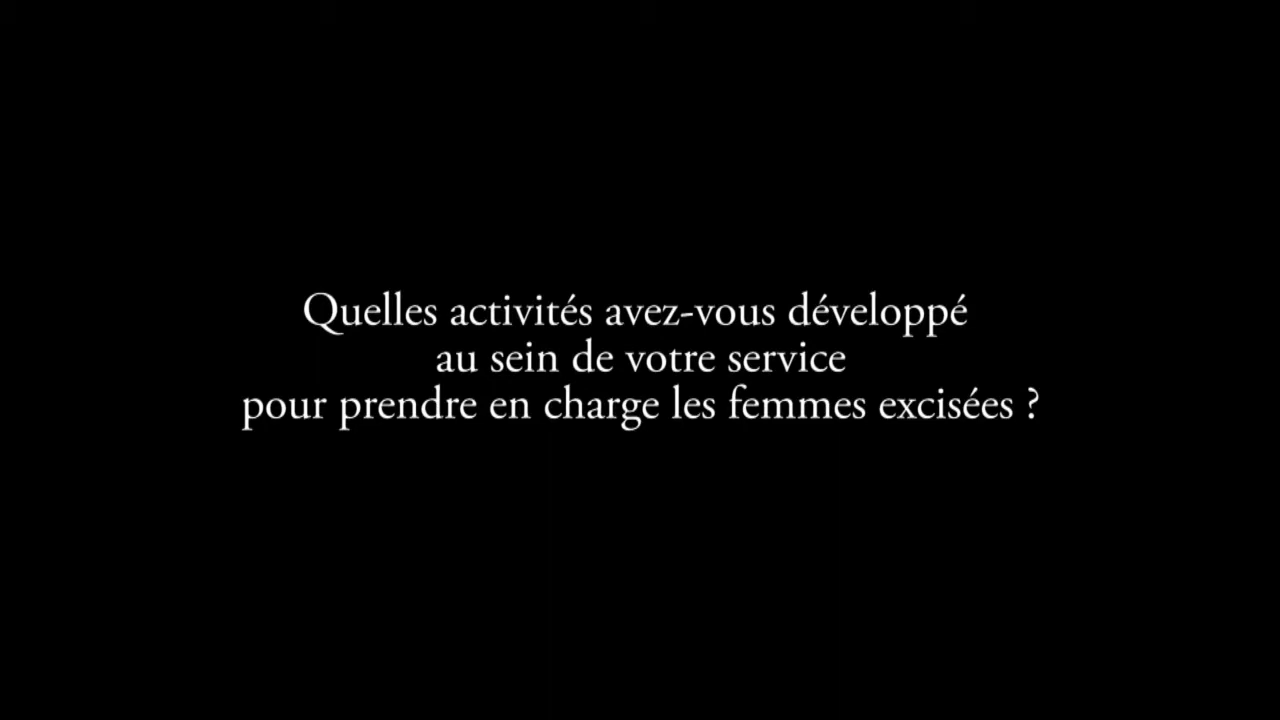 Quelles activités avez-vous développé
au sein de votre service
pour prendre en charge les femmes excisées ?